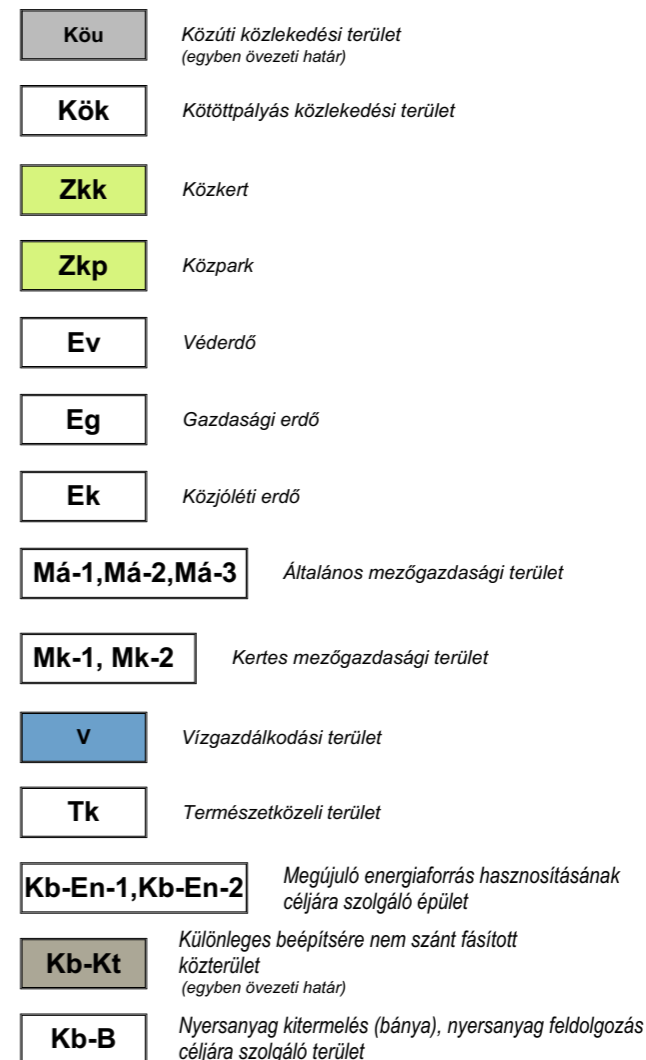 Köu
Közúti közlekedési terület
(egyben övezeti határ)
Kök
Kötöttpályás közlekedési terület
Zkk
Közkert
Zkp
Közpark
Ev
Véderdő
Eg
Gazdasági erdő
Ek
Közjóléti erdő
Má-1,Má-2,Má-3
Általános mezőgazdasági terület
Mk-1, Mk-2
Kertes mezőgazdasági terület
V
Vízgazdálkodási terület
Tk
Természetközeli terület
Kb-En-1,Kb-En-2
Megújuló energiaforrás hasznosításának
céljára szolgáló épület
Kb-Kt
Különleges beépítsére nem szánt fásított
közterület
(egyben övezeti határ)
Kb-B
Nyersanyag kitermelés (bánya), nyersanyag feldolgozás
céljára szolgáló terület